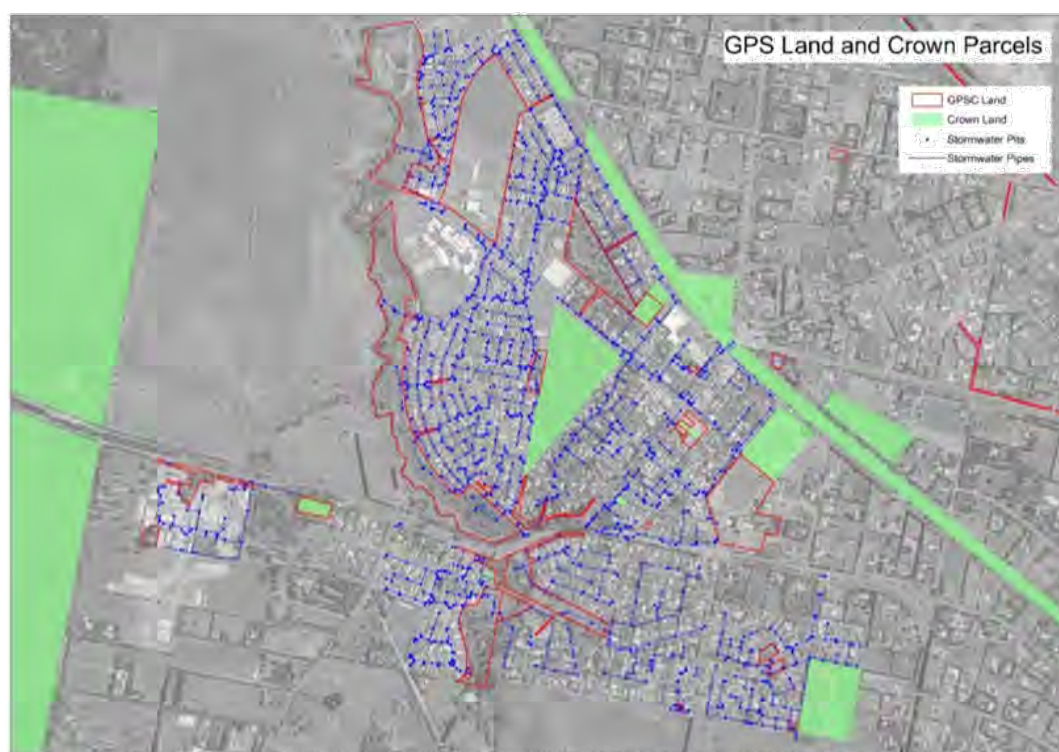 GPS Land and Crown Parcels
GPSC Land
Crown Land
Stormwater Pits
Stormwater Pipes